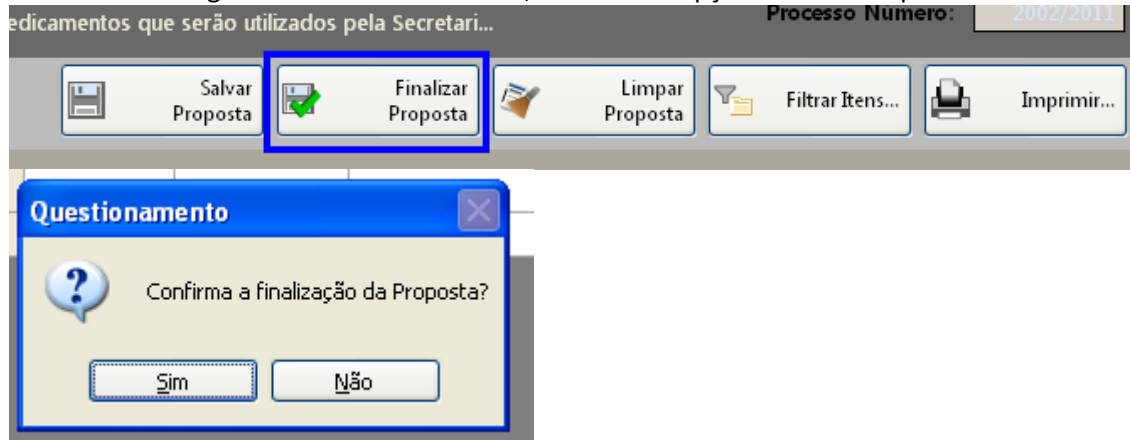 edicamentos que serão utilizados pela Secretari...
Processo Número: 2002/2011
Salvar
Proposta
Finalizar
Proposta
Limpar
Proposta
Filtrar Itens...
Imprimir...
Questionamento
Confirma a finalização da Proposta?
Sim
Não